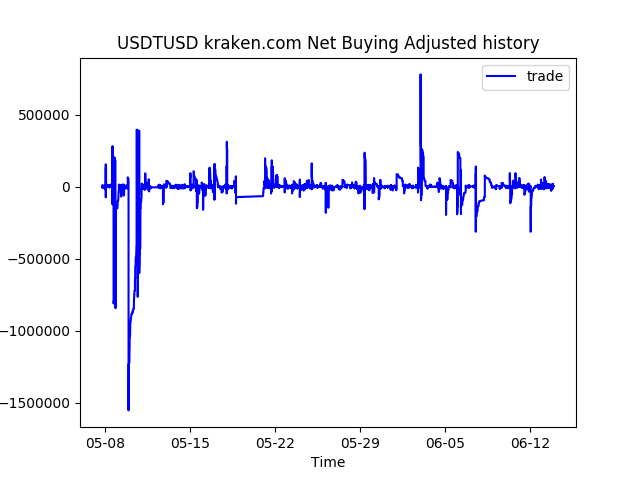 USDTUSD kraken.com Net Buying Adjusted history
trade
500000
0
−500000
−1000000
−1500000
05-08 05-15 05-22 05-29 06-05 06-12
Time